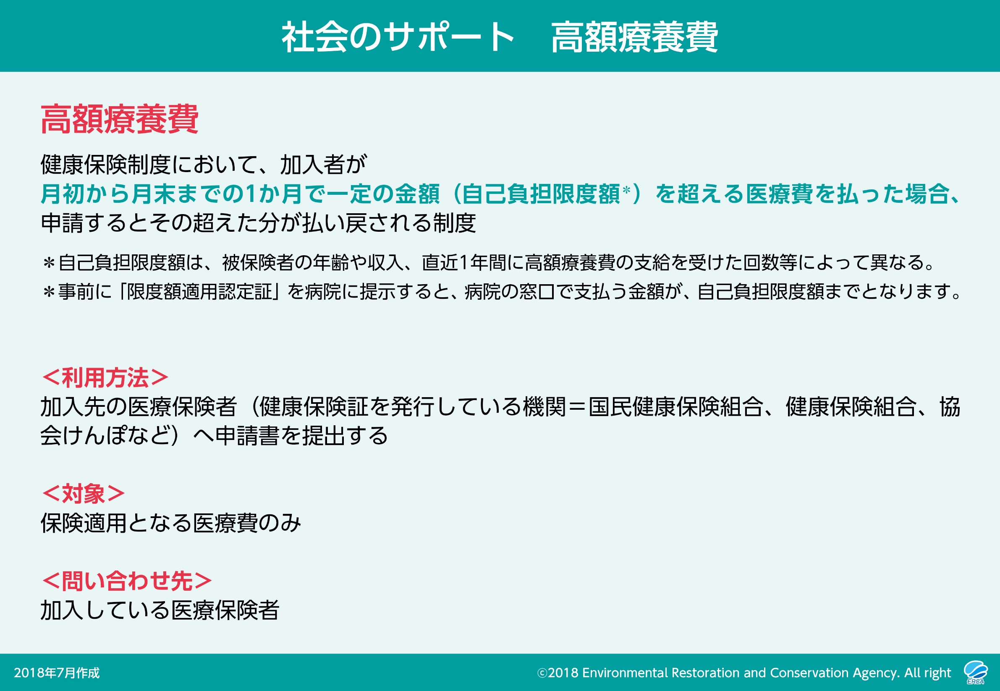 社会のサポート　高額療養費
高額療養費
健康保険制度において、加入者が
月初から月末までの1か月で一定の金額（自己負担限度額*）を超える医療費を払った場合、
申請するとその超えた分が払い戻される制度
＊自己負担限度額は、被保険者の年齢や収入、直近1年間に高額療養費の支給を受けた回数等によって異なる。
＊事前に「限度額適用認定証」を病院に提示すると、病院の窓口で支払う金額が、自己負担限度額までとなります。
＜利用方法＞
加入先の医療保険者（健康保険証を発行している機関＝国民健康保険組合、健康保険組合、協
会けんぽなど）へ申請書を提出する
＜対象＞
保険適用となる医療費のみ
＜問い合わせ先＞
加入している医療保険者
2018年7月作成
©2018 Environmental Restoration and Conservation Agency. All right
ERCA